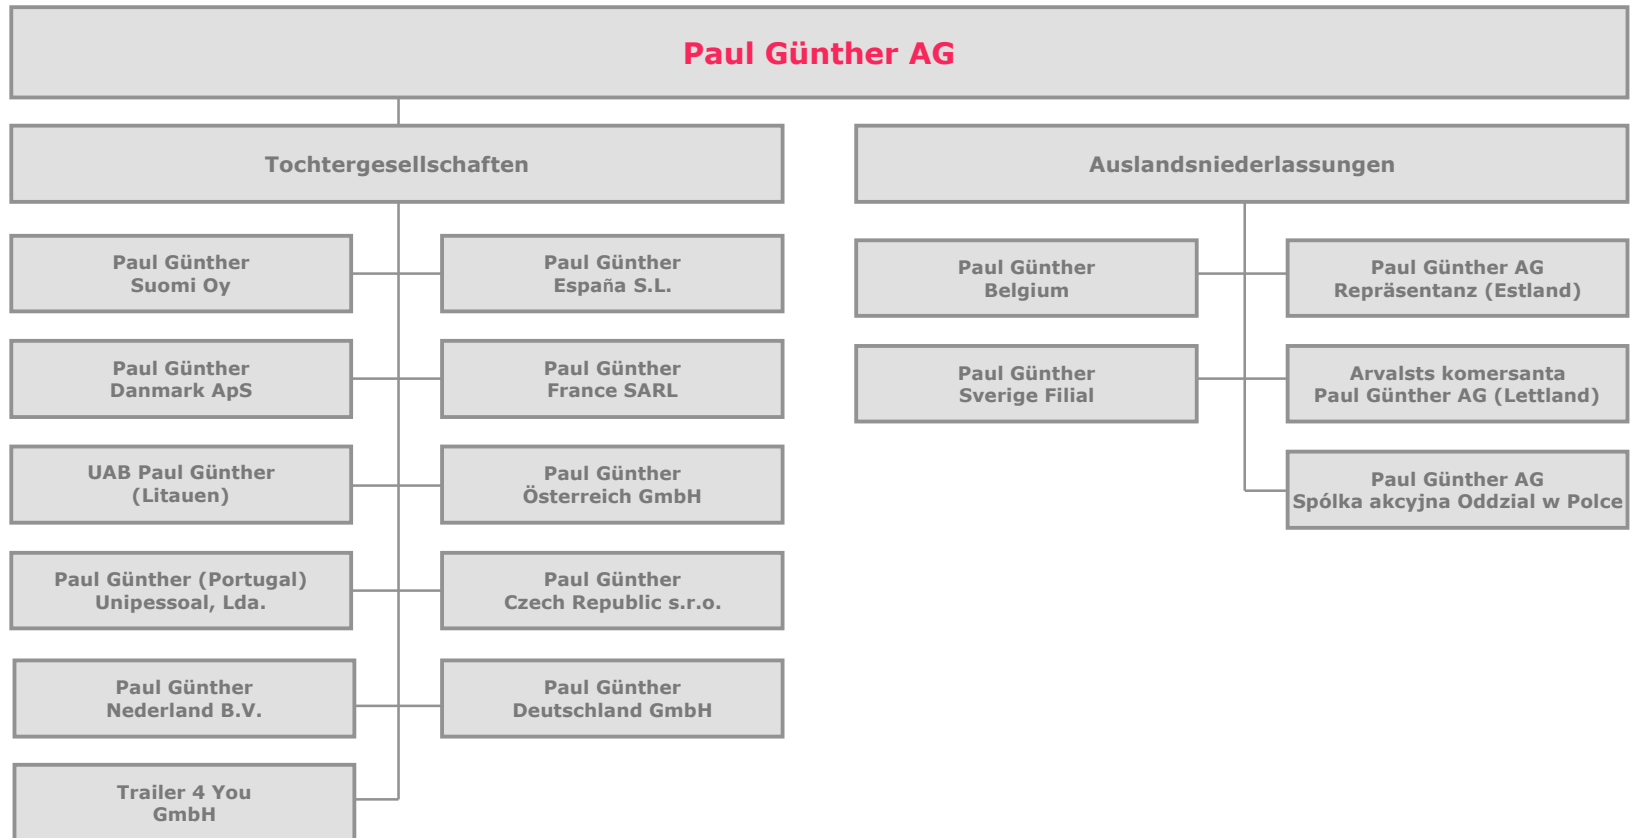 Paul Günther AG
Tochtergesellschaften
Paul Günther
Suomi Oy
Paul Günther
España S.L.
Paul Günther
Danmark ApS
Paul Günther
France SARL
UAB Paul Günther
(Litauen)
Paul Günther
Österreich GmbH
Paul Günther (Portugal)
Unipessoal, Lda.
Paul Günther
Czech Republic s.r.o.
Paul Günther
Nederland B.V.
Paul Günther
Deutschland GmbH
Trailer 4 You
GmbH
Auslandsniederlassungen
Paul Günther
Belgium
Paul Günther AG
Repräsentanz (Estland)
Paul Günther
Sverige Filial
Arvalsts komersanta
Paul Günther AG (Lettland)
Paul Günther AG
Spólka akcyjna Oddzial w Polce